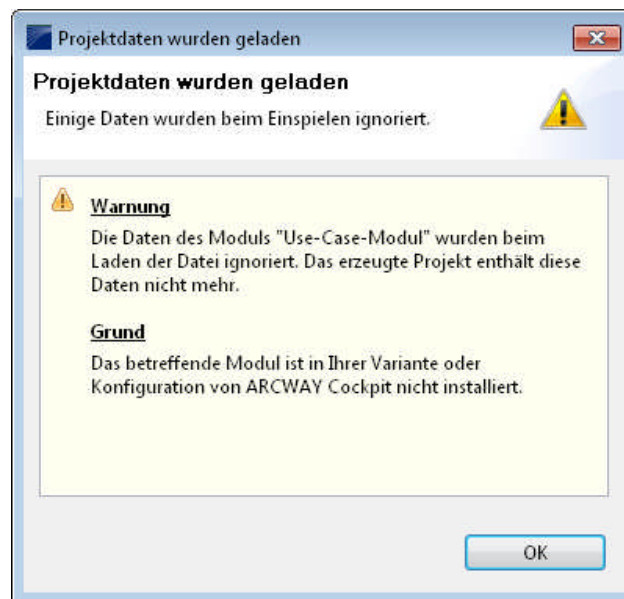 Projektdaten wurden geladen
Projektdaten wurden geladen
Einige Daten wurden beim Einspielen ignoriert.
Warnung
Die Daten des Moduls "Use-Case-Modul" wurden beim
Laden der Datei ignoriert. Das erzeugte Projekt enthält diese
Daten nicht mehr.
Grund
Das betreffende Modul ist in Ihrer Variante oder
Konfiguration von ARCWAY Cockpit nicht installiert.
OK